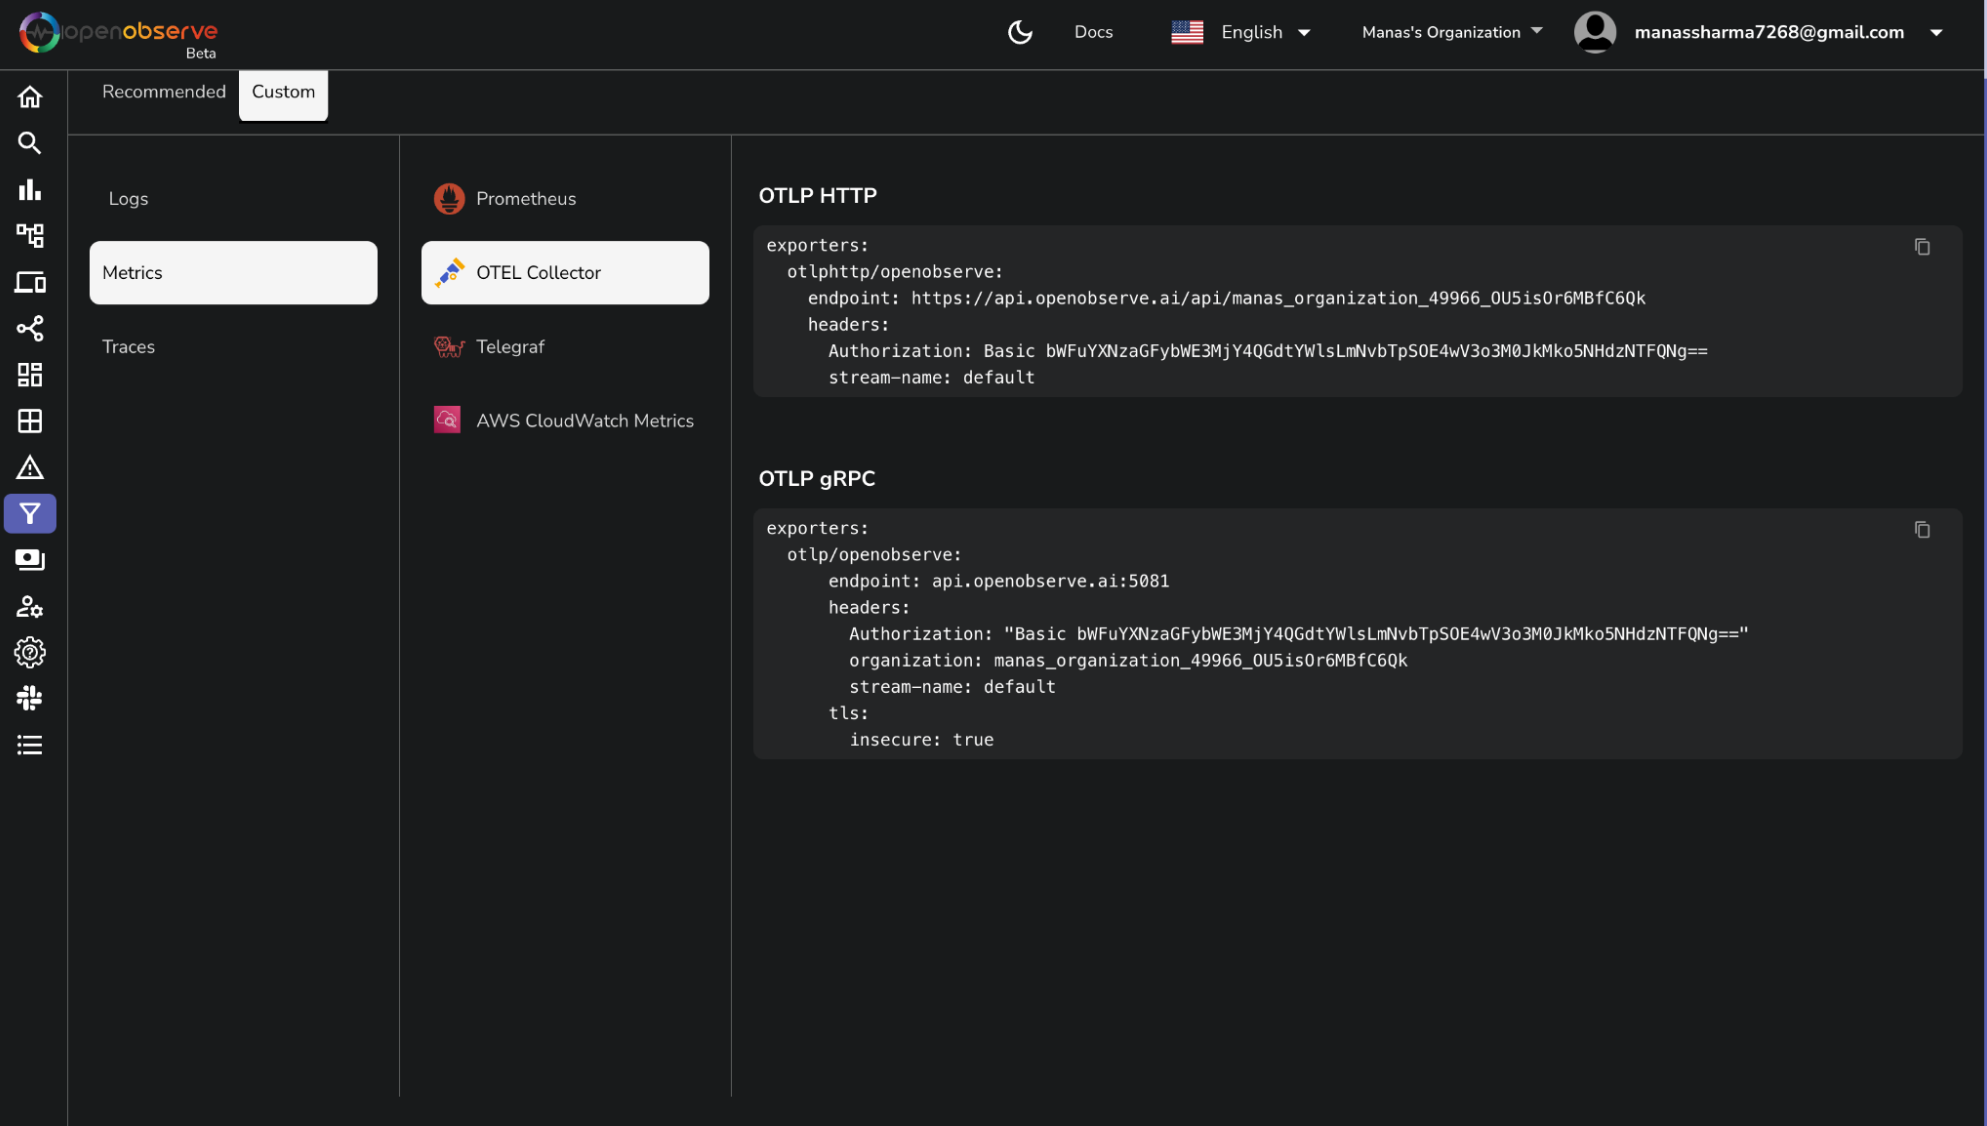 openobserve
Beta
Docs
English
Manas's Organization
manassharma7268@gmail.com
Recommended
Custom
Logs
Metrics
Traces
Prometheus
OTEL Collector
Telegraf
AWS CloudWatch Metrics
OTLP HTTP
exporters:
  otlphttp/openobserve:
    endpoint: https://api.openobserve.ai/api/manas_organization_49966_OU5isOr6MBfC6Qk
    headers:
      Authorization: Basic bWFuYXNzaGFybWE3MjY4QGdtYWlsLmNvbTpSOE4wV3o3M0JkMko5NHdzNTFQNg==
      stream-name: default
OTLP gRPC
exporters:
  otlp/openobserve:
      endpoint: api.openobserve.ai:5081
      headers:
        Authorization: "Basic bWFuYXNzaGFybWE3MjY4QGdtYWlsLmNvbTpSOE4wV3o3M0JkMko5NHdzNTFQNg=="
        organization: manas_organization_49966_OU5isOr6MBfC6Qk
        stream-name: default
      tls:
        insecure: true